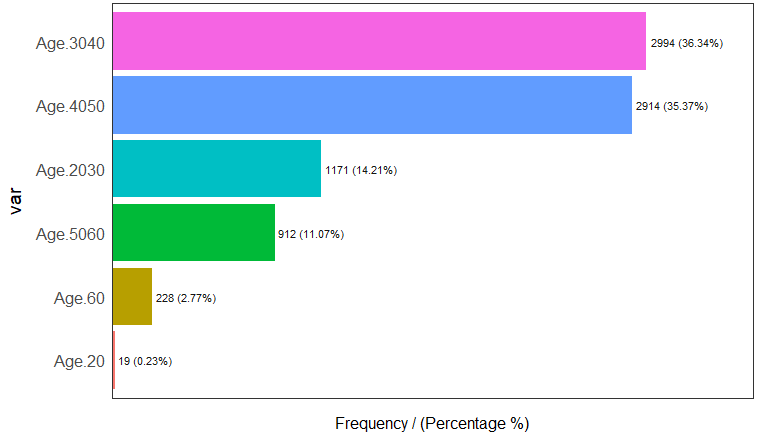 Age.3040
2994 (36.34%)
Age.4050
2914 (35.37%)
Age.2030
1171 (14.21%)
var
Age.5060
912 (11.07%)
Age.60
228 (2.77%)
Age.20
19 (0.23%)
Frequency / (Percentage %)